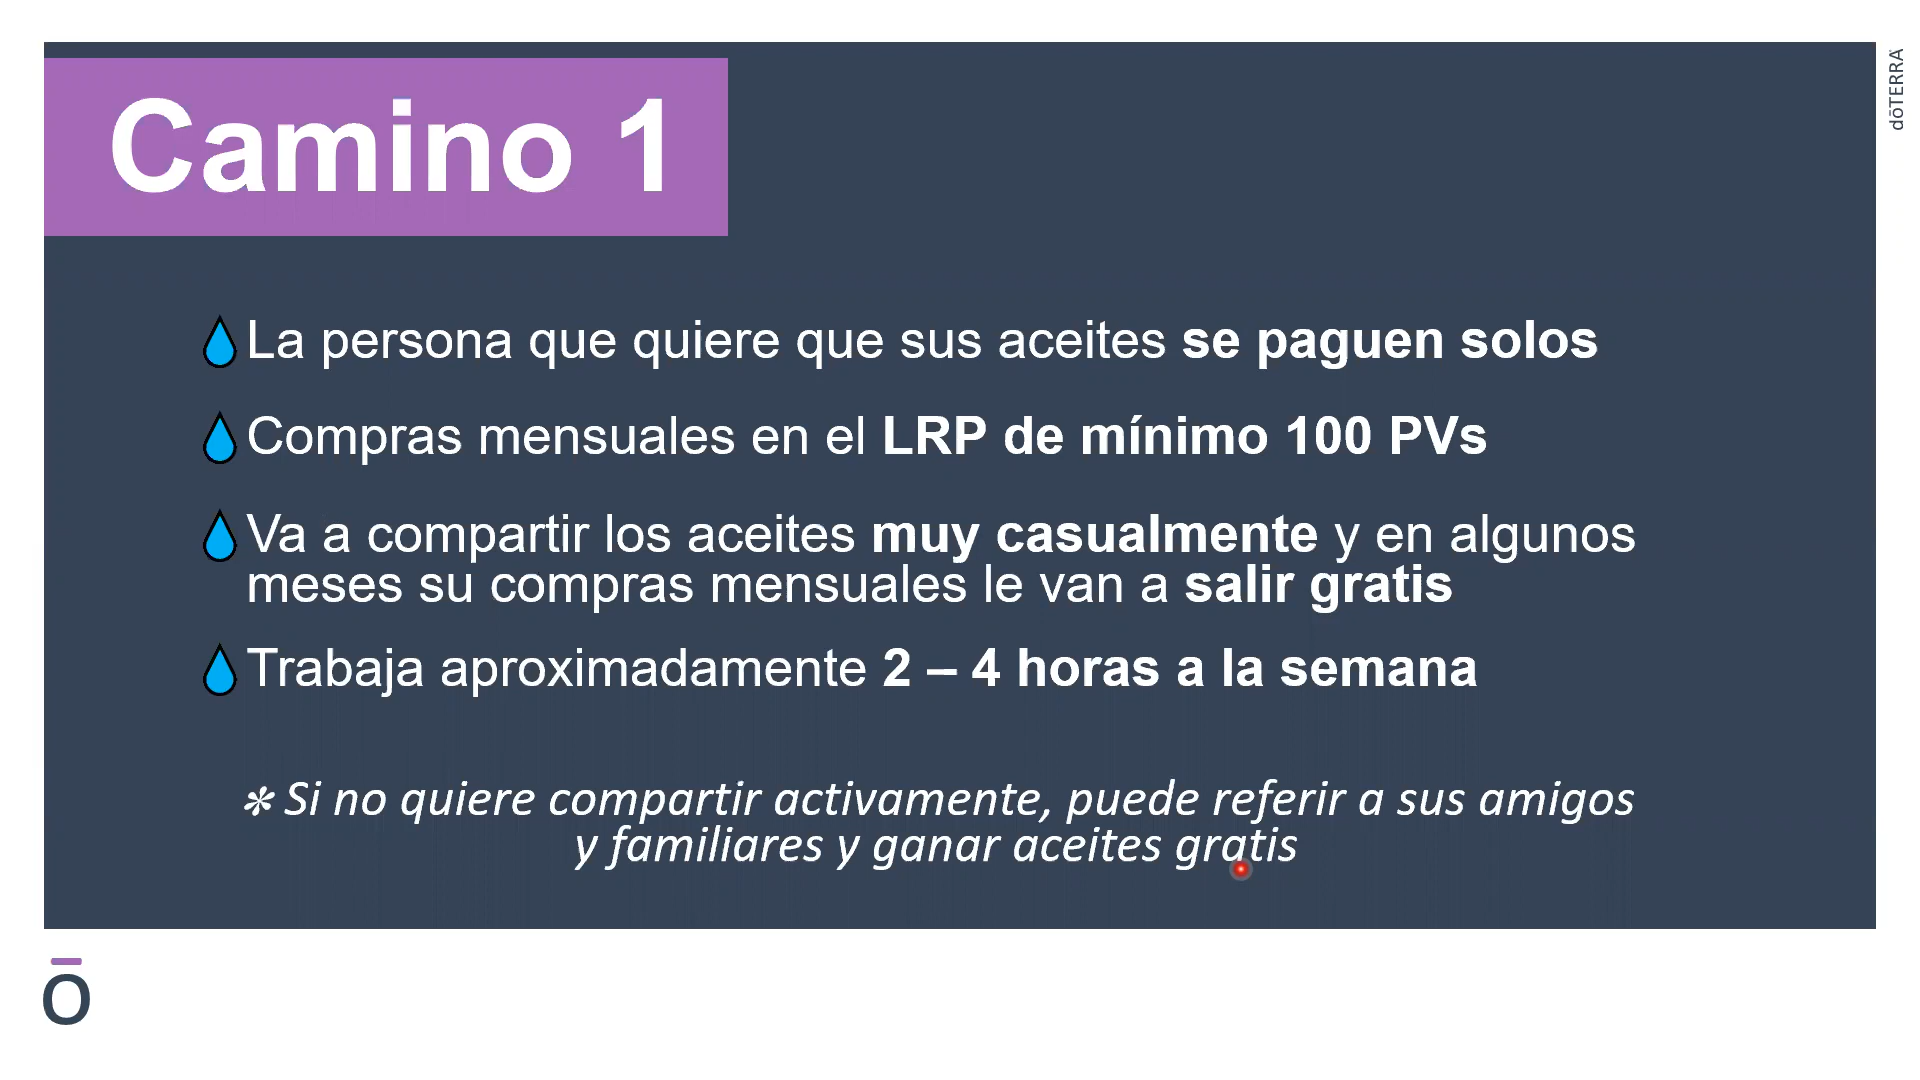 dōTERRA
Camino 1
La persona que quiere que sus aceites se paguen solos
Compras mensuales en el LRP de mínimo 100 PVs
Va a compartir los aceites muy casualmente y en algunos
meses su compras mensuales le van a salir gratis
Trabaja aproximadamente 2 – 4 horas a la semana
✻ Si no quiere compartir activamente, puede referir a sus amigos
y familiares y ganar aceites gratis
ō